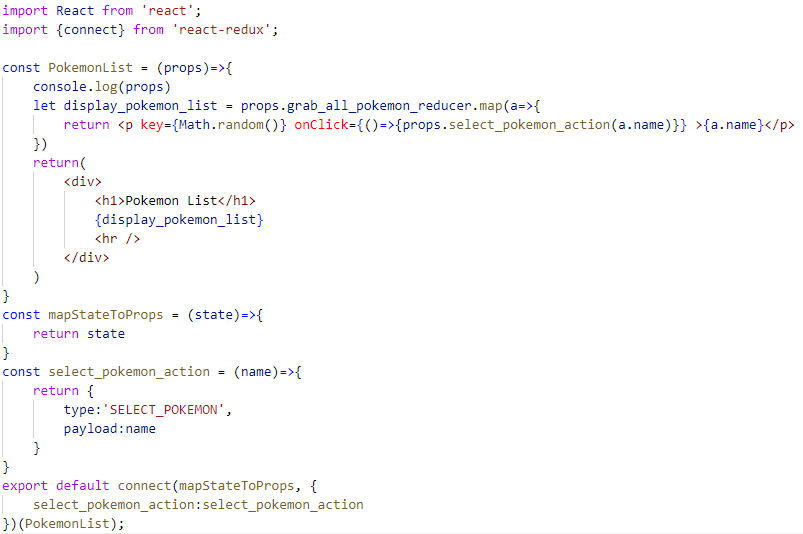 import React from 'react';
import {connect} from 'react-redux';
const PokemonList = (props)=>{
console.log(props)
let display_pokemon_list = props.grab_all_pokemon_reducer.map(a=>{
return <p key={Math.random()} onClick={()=>{props.select_pokemon_action(a.name)}} >{a.name}</p>
})
return(
<div>
<h1>Pokemon List</h1>
{display_pokemon_list}
<hr />
</div>
)
}
const mapStateToProps = (state)=>{
return state
}
const select_pokemon_action = (name)=>{
return {
type:'SELECT_POKEMON',
payload:name
}
}
export default connect(mapStateToProps, {
select_pokemon_action:select_pokemon_action
})(PokemonList);